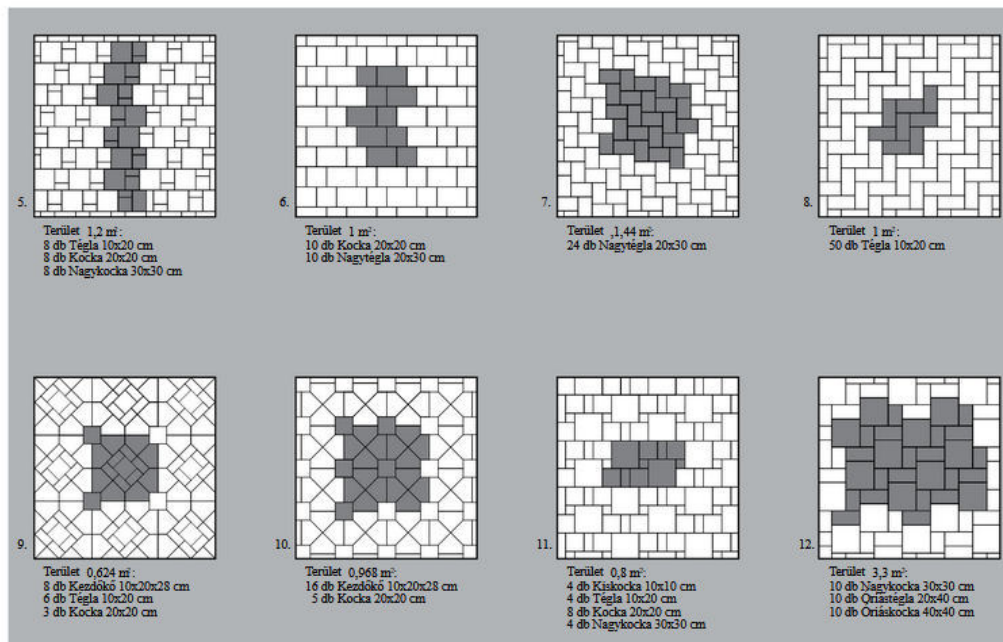 5.
Terület 1,2 m²:
8 db Tégla 10x20 cm
8 db Kocka 20x20 cm
8 db Nagykocka 30x30 cm
6.
Terület 1 m²:
10 db Kocka 20x20 cm
10 db Nagytégla 20x30 cm
7.
Terület ,1,44 m²:
24 db Nagytégla 20x30 cm
8.
Terület 1 m²:
50 db Tégla 10x20 cm
9.
Terület 0,624 m²:
8 db Kezdőkő 10x20x28 cm
6 db Tégla 10x20 cm
3 db Kocka 20x20 cm
10.
Terület 0,968 m²:
16 db Kezdőkő 10x20x28 cm
5 db Kocka 20x20 cm
11.
Terület 0,8 m²:
4 db Kiskocka 10x10 cm
4 db Tégla 10x20 cm
8 db Kocka 20x20 cm
4 db Nagykocka 30x30 cm
12.
Terület 3,3 m²:
10 db Nagykocka 30x30 cm
10 db Óriástégla 20x40 cm
10 db Óriáskocka 40x40 cm